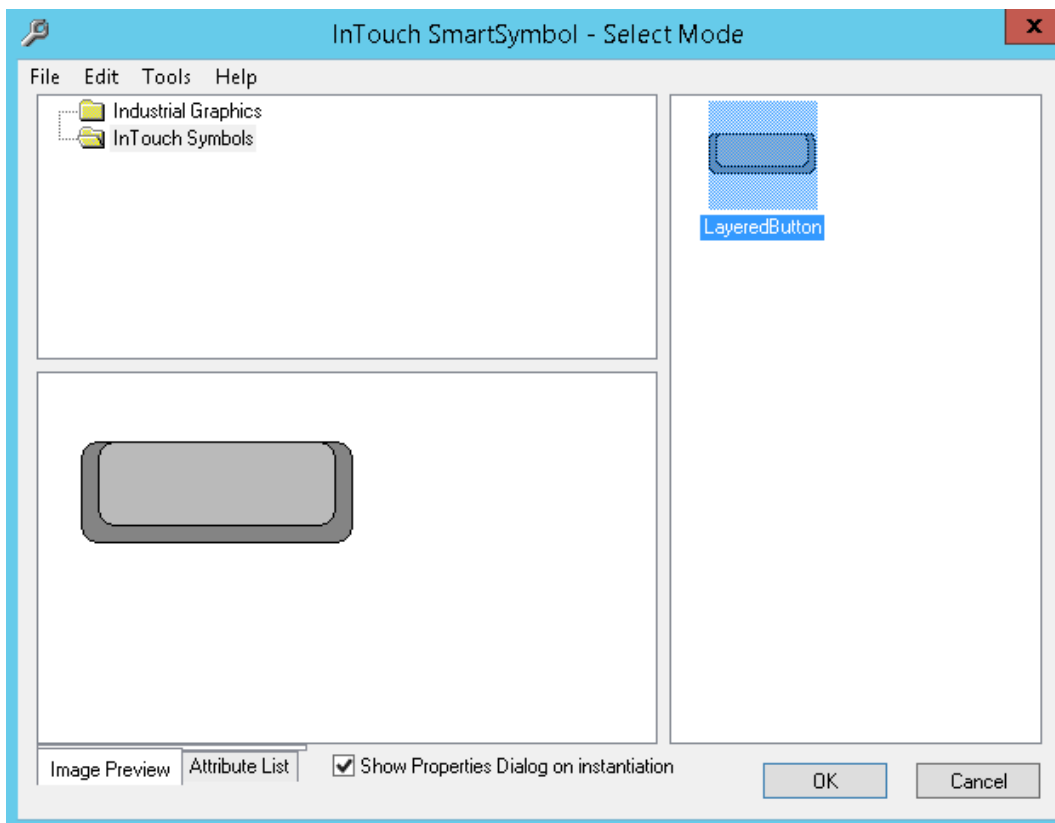 InTouch SmartSymbol - Select Mode
x
File Edit Tools Help
Industrial Graphics
InTouch Symbols
LayeredButton
Image Preview Attribute List Show Properties Dialog on instantiation
OK Cancel